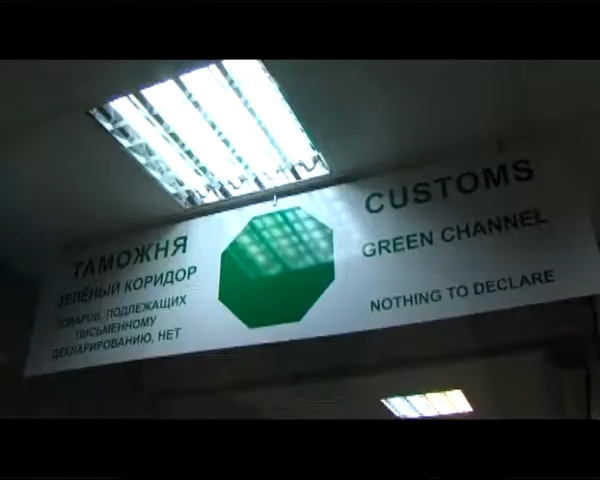 ТАМОЖНЯ
ЗЕЛЁНЫЙ КОРИДОР
ТОВАРОВ, ПОДЛЕЖАЩИХ
ПИСЬМЕННОМУ
ДЕКЛАРИРОВАНИЮ, НЕТ
CUSTOMS
GREEN CHANNEL
NOTHING TO DECLARE